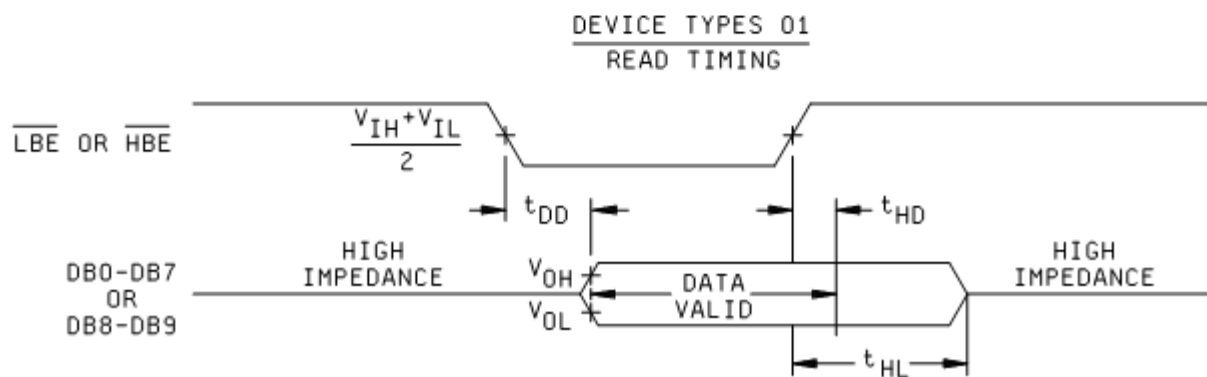 DEVICE TYPES 01
READ TIMING
LBE OR HBE
VIH+VIL
2
tDD
tHD
HIGH
IMPEDANCE
DB0-DB7
OR
DB8-DB9
VOH
VOL
DATA
VALID
HIGH
IMPEDANCE
tHL